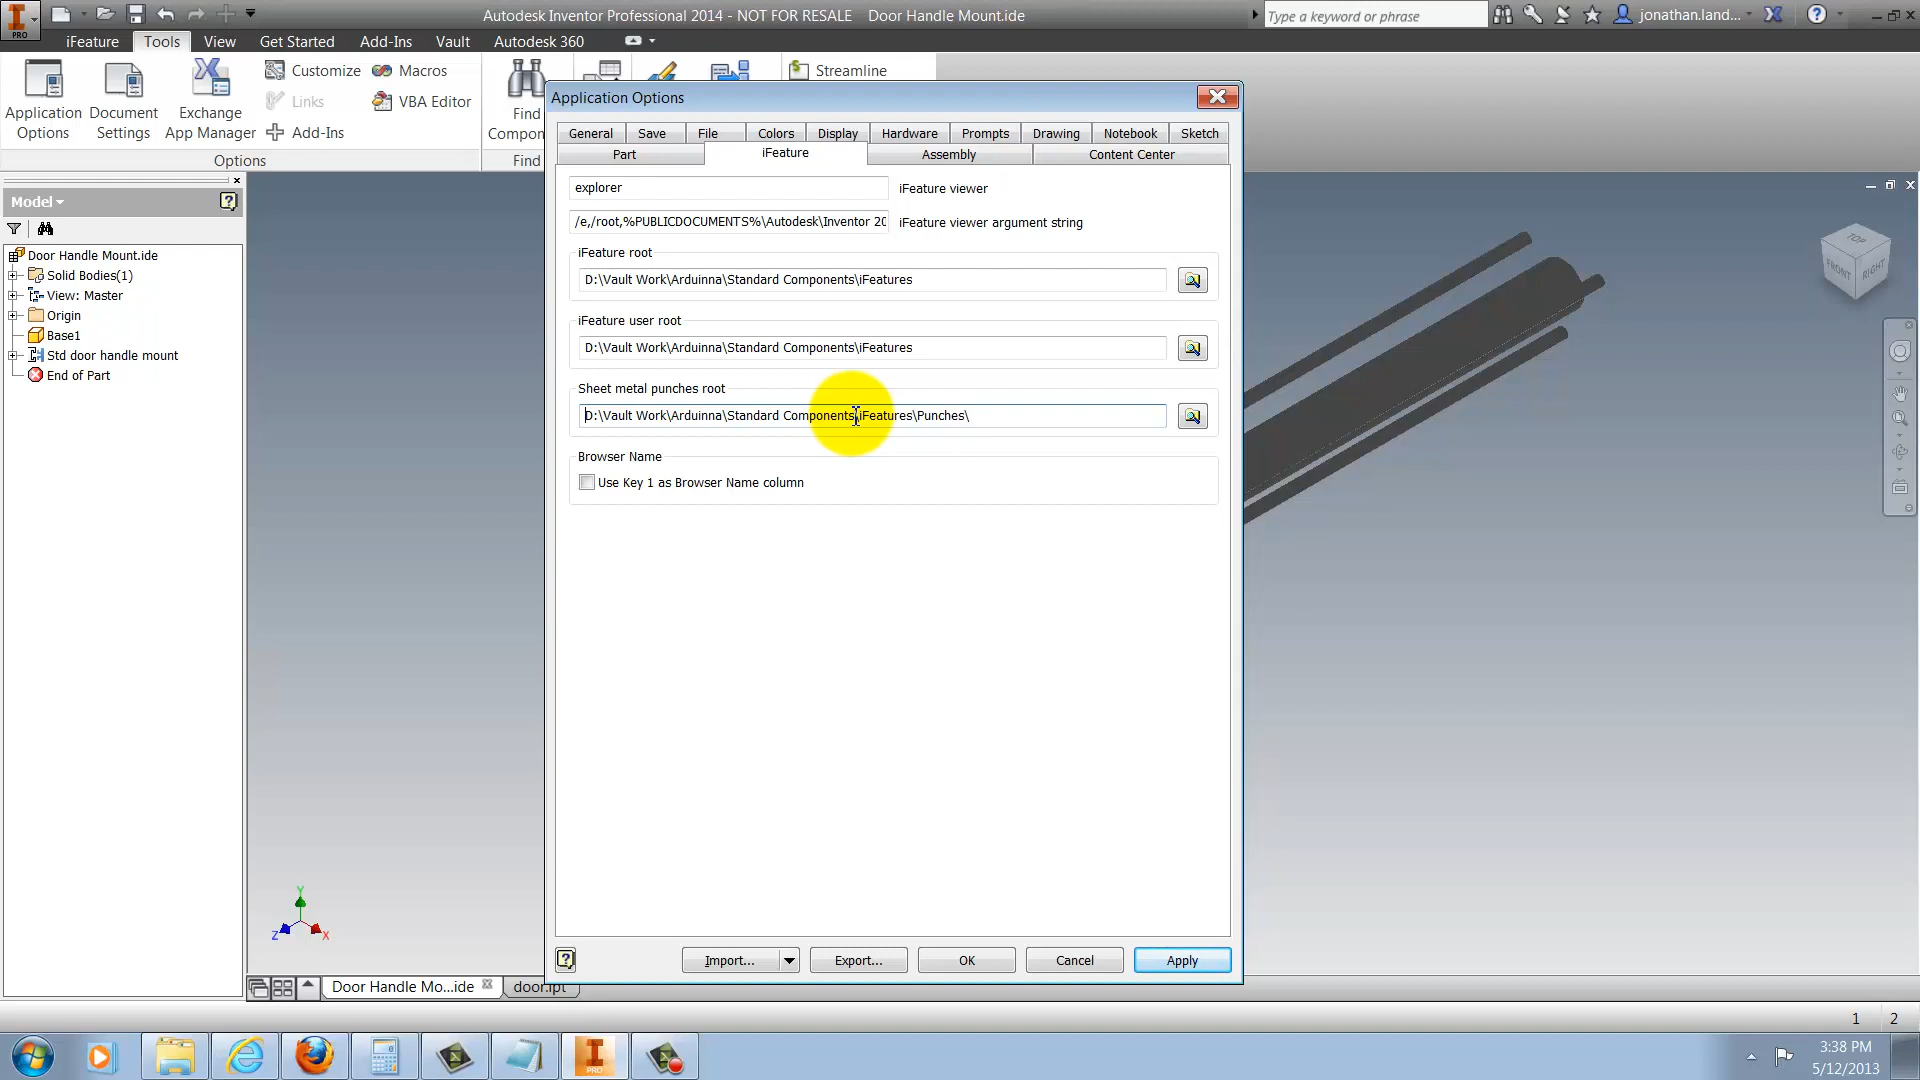 Autodesk Inventor Professional 2014 - NOT FOR RESALE Door Handle Mount.ide
Type a keyword or phrase
jonathan.land...
PRO
iFeature Tools View Get Started Add-Ins Vault Autodesk 360
Application Options
Document Settings
Exchange App Manager
Customize
Links
Add-Ins
Macros
VBA Editor
Find Compon
Streamline
Options
Find
Model
Door Handle Mount.ide
Solid Bodies(1)
View: Master
Origin
Base1
Std door handle mount
End of Part
Application Options
General Save File Colors Display Hardware Prompts Drawing Notebook Sketch
Part iFeature Assembly Content Center
explorer iFeature viewer
/e,/root,%PUBLICDOCUMENTS%\Autodesk\Inventor 20 iFeature viewer argument string
iFeature root
D:\Vault Work\Arduinna\Standard Components\iFeatures
iFeature user root
D:\Vault Work\Arduinna\Standard Components\iFeatures
Sheet metal punches root
D:\Vault Work\Arduinna\Standard Components\iFeatures\Punches\
Browser Name
Use Key 1 as Browser Name column
Import... Export... OK Cancel Apply
TOP
FRONT RIGHT
Y
Z X
Door Handle Mo...ide door.ipt
1 2
PRO
3:38 PM
5/12/2013